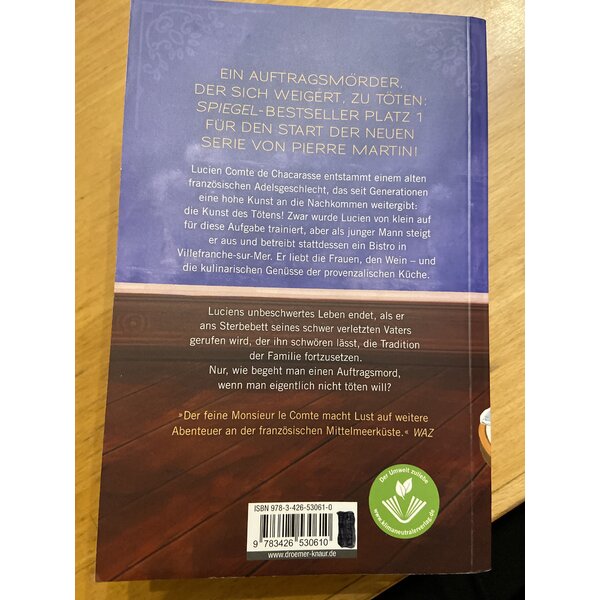 EIN AUFTRAGSMÖRDER,
DER SICH WEIGERT, ZU TÖTEN:
SPIEGEL-BESTSELLER PLATZ 1
FÜR DEN START DER NEUEN
SERIE VON PIERRE MARTIN!
Lucien Comte de Chacarasse entstammt einem alten
französischen Adelsgeschlecht, das seit Generationen
eine hohe Kunst an die Nachkommen weitergibt:
die Kunst des Tötens! Zwar wurde Lucien von klein auf
für diese Aufgabe trainiert, aber als junger Mann steigt
er aus und betreibt stattdessen ein Bistro in
Villefranche-sur-Mer. Er liebt die Frauen, den Wein – und
die kulinarischen Genüsse der provenzalischen Küche.
Luciens unbeschwertes Leben endet, als er
ans Sterbebett seines schwer verletzten Vaters
gerufen wird, der ihn schwören lässt, die Tradition
der Familie fortzusetzen.
Nur, wie begeht man einen Auftragsmord,
wenn man eigentlich nicht töten will?
»Der feine Monsieur le Comte macht Lust auf weitere
Abenteuer an der französischen Mittelmeerküste.« WAZ
Der Umwelt zuliebe
www.klimaneutralerverlag.de
ISBN 978-3-426-53061-0
9 783426 530610
www.droemer-knaur.de